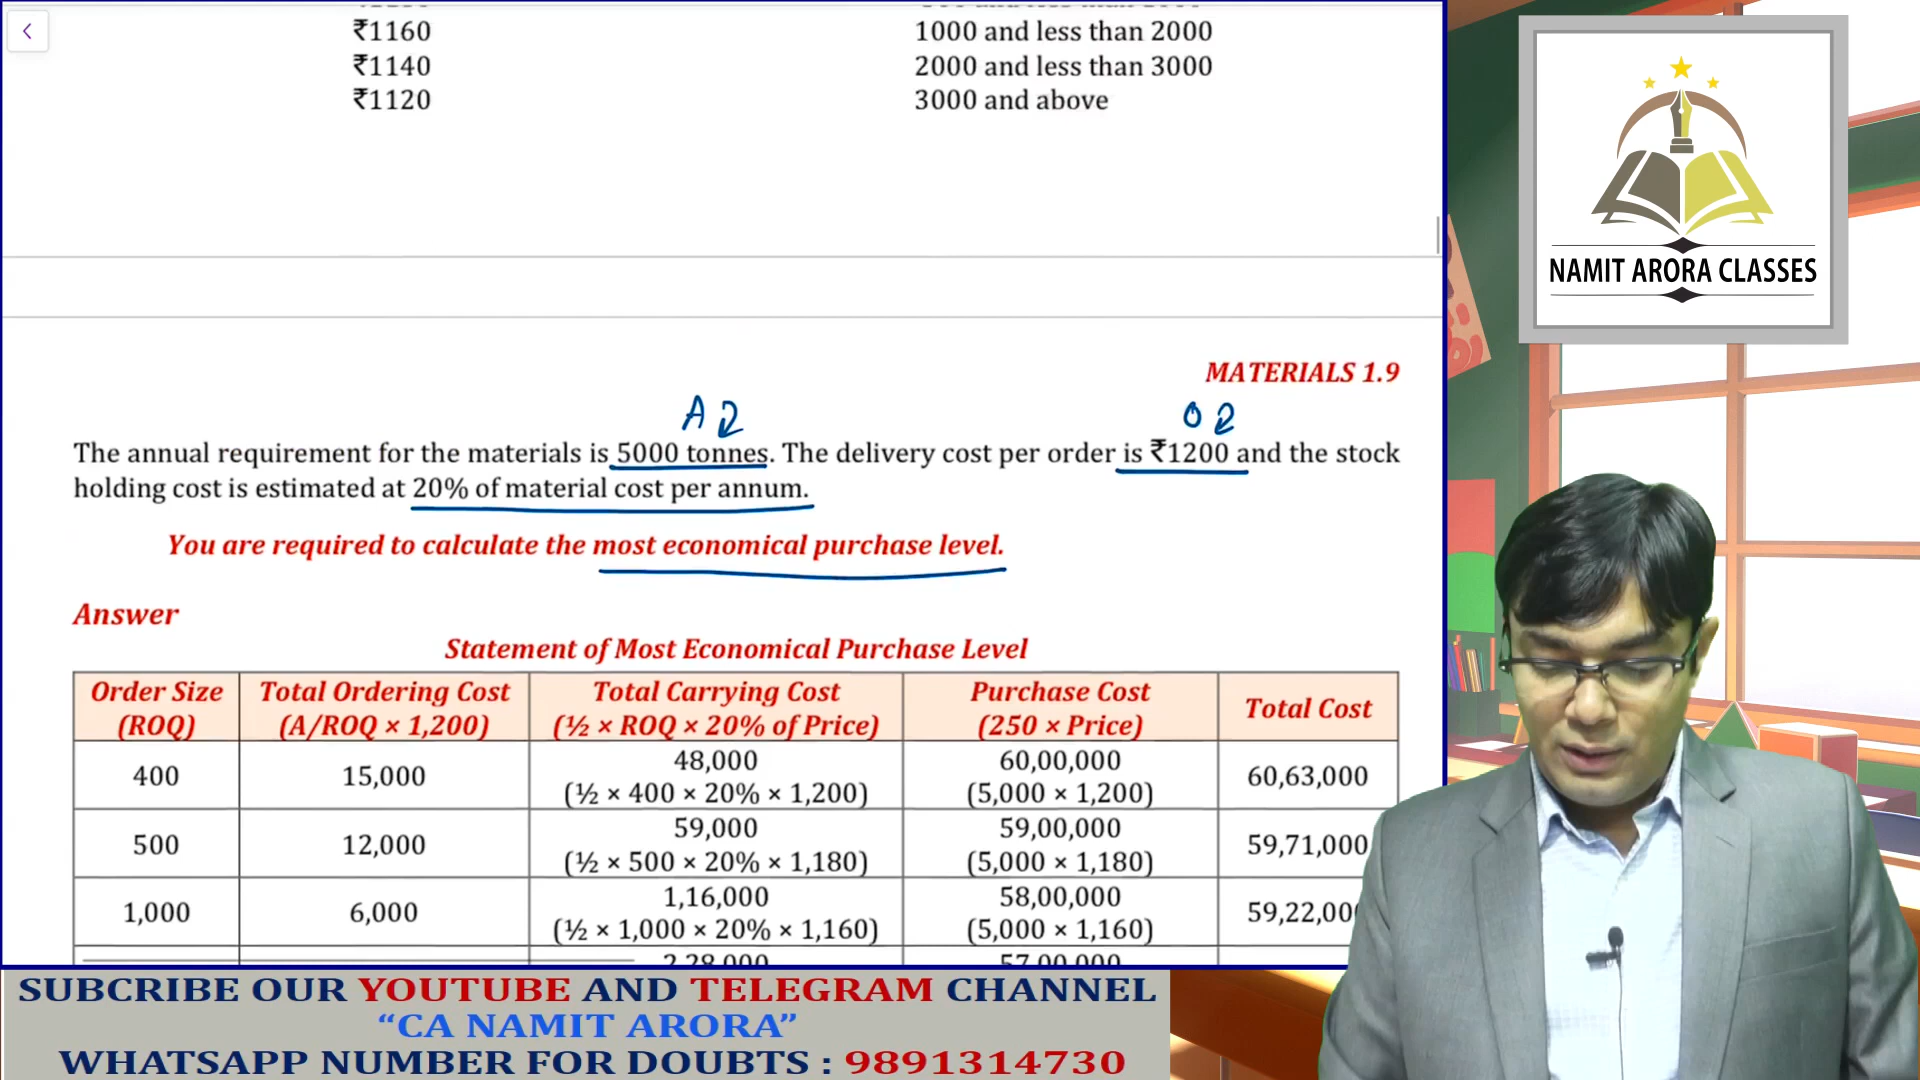 ₹1160 1000 and less than 2000
₹1140 2000 and less than 3000
₹1120 3000 and above
NAMIT ARORA CLASSES
MATERIALS 1.9
A O
The annual requirement for the materials is 5000 tonnes. The delivery cost per order is ₹1200 and the stock
holding cost is estimated at 20% of material cost per annum.
You are required to calculate the most economical purchase level.
Answer
Statement of Most Economical Purchase Level
Order Size (ROQ) Total Ordering Cost (A/ROQ × 1,200) Total Carrying Cost (½ × ROQ × 20% of Price) Purchase Cost (250 × Price) Total Cost
400 15,000 48,000 (½ × 400 × 20% × 1,200) 60,00,000 (5,000 × 1,200) 60,63,000
500 12,000 59,000 (½ × 500 × 20% × 1,180) 59,00,000 (5,000 × 1,180) 59,71,000
1,000 6,000 1,16,000 (½ × 1,000 × 20% × 1,160) 58,00,000 (5,000 × 1,160) 59,22,00
2,28,000 57,00,000
SUBCRIBE OUR YOUTUBE AND TELEGRAM CHANNEL
“CA NAMIT ARORA”
WHATSAPP NUMBER FOR DOUBTS : 9891314730